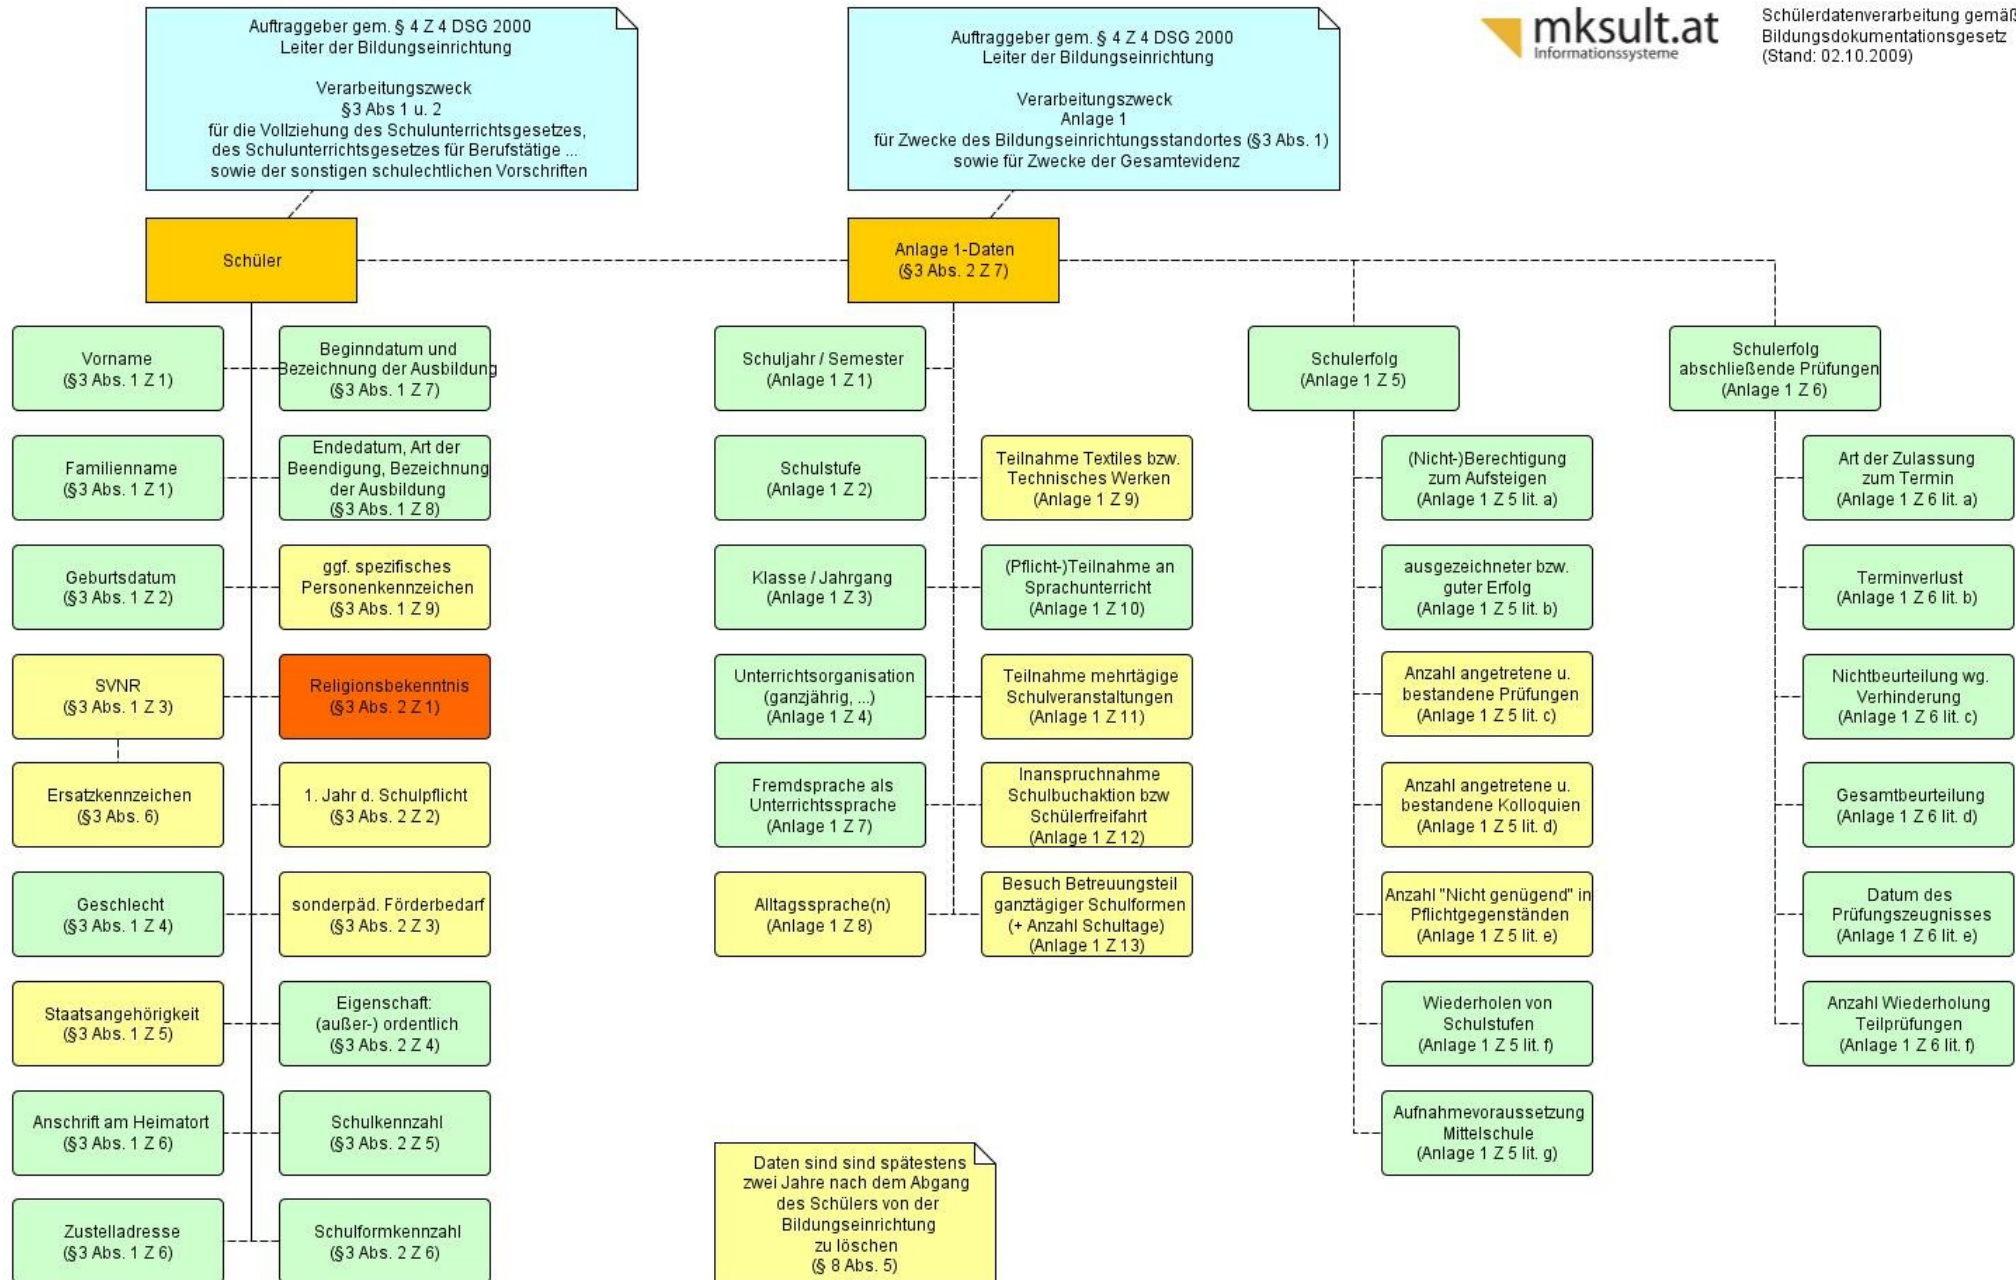 Auftraggeber gem. § 4 Z 4 DSG 2000
Leiter der Bildungseinrichtung
Verarbeitungszweck
§3 Abs 1 u. 2
für die Vollziehung des Schulunterrichtsgesetzes,
des Schulunterrichtsgesetzes für Berufstätige ...
sowie der sonstigen schulechtlichen Vorschriften
Auftraggeber gem. § 4 Z 4 DSG 2000
Leiter der Bildungseinrichtung
Verarbeitungszweck
Anlage 1
für Zwecke des Bildungseinrichtungsstandortes (§3 Abs. 1)
sowie für Zwecke der Gesamtevidenz
mksult.at
Informationssysteme
Schülerdatenverarbeitung gemäß
Bildungsdokumentationsgesetz
(Stand: 02.10.2009)
Schüler
Anlage 1-Daten
(§3 Abs. 2 Z 7)
Vorname
(§3 Abs. 1 Z 1)
Familienname
(§3 Abs. 1 Z 1)
Geburtsdatum
(§3 Abs. 1 Z 2)
SVNR
(§3 Abs. 1 Z 3)
Ersatzkennzeichen
(§3 Abs. 6)
Geschlecht
(§3 Abs. 1 Z 4)
Staatsangehörigkeit
(§3 Abs. 1 Z 5)
Anschrift am Heimatort
(§3 Abs. 1 Z 6)
Zustelladresse
(§3 Abs. 1 Z 6)
Beginndatum und
Bezeichnung der Ausbildung
(§3 Abs. 1 Z 7)
Endedatum, Art der
Beendigung, Bezeichnung
der Ausbildung
(§3 Abs. 1 Z 8)
ggf. spezifisches
Personenkennzeichen
(§3 Abs. 1 Z 9)
Religionsbekenntnis
(§3 Abs. 2 Z 1)
1. Jahr d. Schulpflicht
(§3 Abs. 2 Z 2)
sonderpäd. Förderbedarf
(§3 Abs. 2 Z 3)
Eigenschaft:
(außer-) ordentlich
(§3 Abs. 2 Z 4)
Schulkennzahl
(§3 Abs. 2 Z 5)
Schulformkennzahl
(§3 Abs. 2 Z 6)
Schuljahr / Semester
(Anlage 1 Z 1)
Schulstufe
(Anlage 1 Z 2)
Klasse / Jahrgang
(Anlage 1 Z 3)
Unterrichtsorganisation
(ganzjährig, ...)
(Anlage 1 Z 4)
Fremdsprache als
Unterrichtssprache
(Anlage 1 Z 7)
Alltagssprache(n)
(Anlage 1 Z 8)
Teilnahme Textiles bzw.
Technisches Werken
(Anlage 1 Z 9)
(Pflicht-)Teilnahme an
Sprachunterricht
(Anlage 1 Z 10)
Teilnahme mehrtägige
Schulveranstaltungen
(Anlage 1 Z 11)
Inanspruchnahme
Schulbuchaktion bzw
Schülerfreifahrt
(Anlage 1 Z 12)
Besuch Betreuungsteil
ganztägiger Schulformen
(+ Anzahl Schultage)
(Anlage 1 Z 13)
Schulerfolg
(Anlage 1 Z 5)
(Nicht-)Berechtigung
zum Aufsteigen
(Anlage 1 Z 5 lit. a)
ausgezeichneter bzw.
guter Erfolg
(Anlage 1 Z 5 lit. b)
Anzahl angetretene u.
bestandene Prüfungen
(Anlage 1 Z 5 lit. c)
Anzahl angetretene u.
bestandene Kolloquien
(Anlage 1 Z 5 lit. d)
Anzahl "Nicht genügend" in
Pflichtgegenständen
(Anlage 1 Z 5 lit. e)
Wiederholen von
Schulstufen
(Anlage 1 Z 5 lit. f)
Aufnahmevoraussetzung
Mittelschule
(Anlage 1 Z 5 lit. g)
Schulerfolg
abschließende Prüfungen
(Anlage 1 Z 6)
Art der Zulassung
zum Termin
(Anlage 1 Z 6 lit. a)
Terminverlust
(Anlage 1 Z 6 lit. b)
Nichtbeurteilung wg.
Verhinderung
(Anlage 1 Z 6 lit. c)
Gesamtbeurteilung
(Anlage 1 Z 6 lit. d)
Datum des
Prüfungszeugnisses
(Anlage 1 Z 6 lit. e)
Anzahl Wiederholung
Teilprüfungen
(Anlage 1 Z 6 lit. f)
Daten sind sind spätestens
zwei Jahre nach dem Abgang
des Schülers von der
Bildungseinrichtung
zu löschen
(§ 8 Abs. 5)